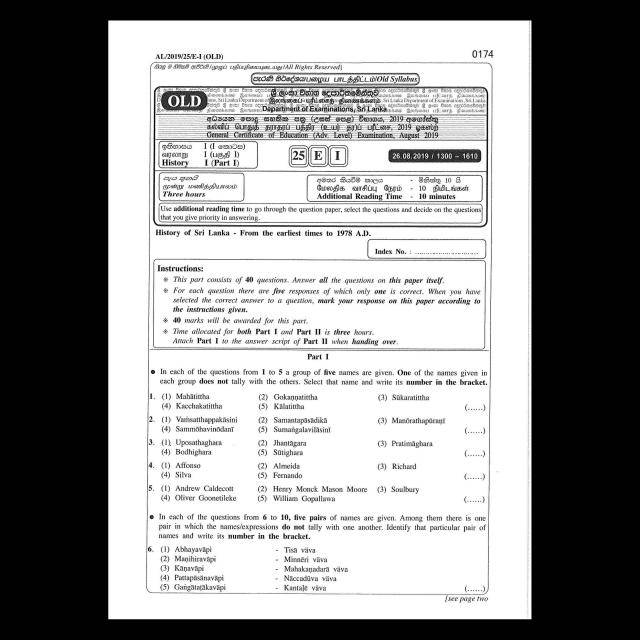 AL/2019/25/E-I (OLD)
0174
සියලු ම හිමිකම් ඇවිරිණි/முழுப் பதிப்புரிமையுடையது/All Rights Reserved]
පැරණි නිර්දේශය/பழைய பாடத்திட்டம்/Old Syllabus
OLD
ශ්‍රී ලංකා විභාග දෙපාර්තමේන්තුව
இலங்கைப் பரீட்சைத் திணைக்களம்
Department of Examinations, Sri Lanka
අධ්‍යයන පොදු සහතික පත්‍ර (උසස් පෙළ) විභාගය, 2019 අගෝස්තු
கல்விப் பொதுத் தராதரப் பத்திர (உயர் தர)ப் பரீட்சை, 2019 ஓகஸ்ற்
General Certificate of Education (Adv. Level) Examination, August 2019
ඉතිහාසය I (I කොටස)
வரலாறு I (பகுதி I)
History I (Part I)
25 E I
26.08.2019 / 1300 – 1610
පැය තුනයි
மூன்று மணித்தியாலம்
Three hours
අමතර කියවීම් කාලය - මිනිත්තු 10 යි
மேலதிக வாசிப்பு நேரம் - 10 நிமிடங்கள்
Additional Reading Time - 10 minutes
Use additional reading time to go through the question paper, select the questions and decide on the questions
that you give priority in answering.
History of Sri Lanka - From the earliest times to 1978 A.D.
Index No. : ..............................
Instructions:
* This part consists of 40 questions. Answer all the questions on this paper itself.
* For each question there are five responses of which only one is correct. When you have
selected the correct answer to a question, mark your response on this paper according to
the instructions given.
* 40 marks will be awarded for this part.
* Time allocated for both Part I and Part II is three hours.
Attach Part I to the answer script of Part II when handing over.
Part I
● In each of the questions from 1 to 5 a group of five names are given. One of the names given in
each group does not tally with the others. Select that name and write its number in the bracket.
1. (1) Mahātittha (2) Gokaṇṇatittha (3) Sūkaratittha
(4) Kacchakatittha (5) Kālatittha (......)
2. (1) Vaṁsatthappakāsini (2) Samantapāsādikā (3) Manōrathapūraṇī
(4) Sammōhavinōdanī (5) Sumaṅgalavilāsinī (......)
3. (1) Uposathaghara (2) Jhantāgara (3) Pratimāghara
(4) Bodhighara (5) Sūtighara (......)
4. (1) Affonso (2) Almeida (3) Richard
(4) Silva (5) Fernando (......)
5. (1) Andrew Caldecott (2) Henry Monck Mason Moore (3) Soulbury
(4) Oliver Goonetileke (5) William Gopallawa (......)
● In each of the questions from 6 to 10, five pairs of names are given. Among them there is one
pair in which the names/expressions do not tally with one another. Identify that particular pair of
names and write its number in the bracket.
6. (1) Abhayavāpi - Tisā väva
(2) Maṇihiravāpi - Minnēri väva
(3) Kāṇavāpi - Mahakaṇadarā väva
(4) Pattapāsānavāpi - Nāccadūva väva
(5) Gaṅgātaṭākavāpi - Kantalē väva (......)
[see page two